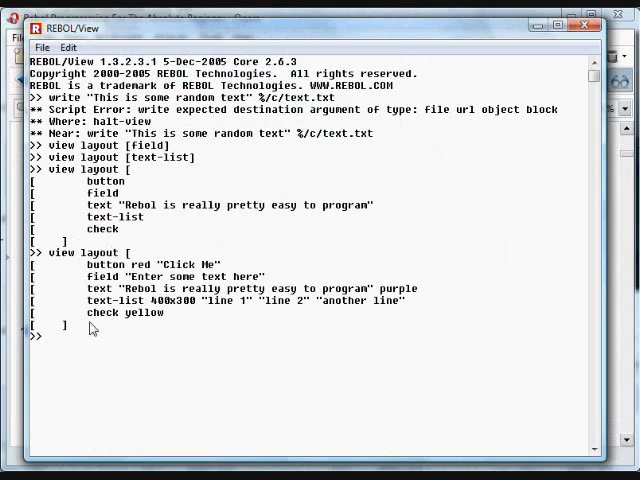 REBOL/View
File Edit
REBOL/View 1.3.2.3.1 5-Dec-2005 Core 2.6.3
Copyright 2000-2005 REBOL Technologies.  All rights reserved.
REBOL is a trademark of REBOL Technologies. WWW.REBOL.COM
>> write "This is some random text" %/c/text.txt
** Script Error: write expected destination argument of type: file url object block
** Where: halt-view
** Near: write "This is some random text" %/c/text.txt
>> view layout [field]
>> view layout [text-list]
>> view layout [
[        button
[        field
[        text "Rebol is really pretty easy to program"
[        text-list
[        check
[    ]
>> view layout [
[        button red "Click Me"
[        field "Enter some text here"
[        text "Rebol is really pretty easy to program" purple
[        text-list 400x300 "line 1" "line 2" "another line"
[        check yellow
[    ]
>>